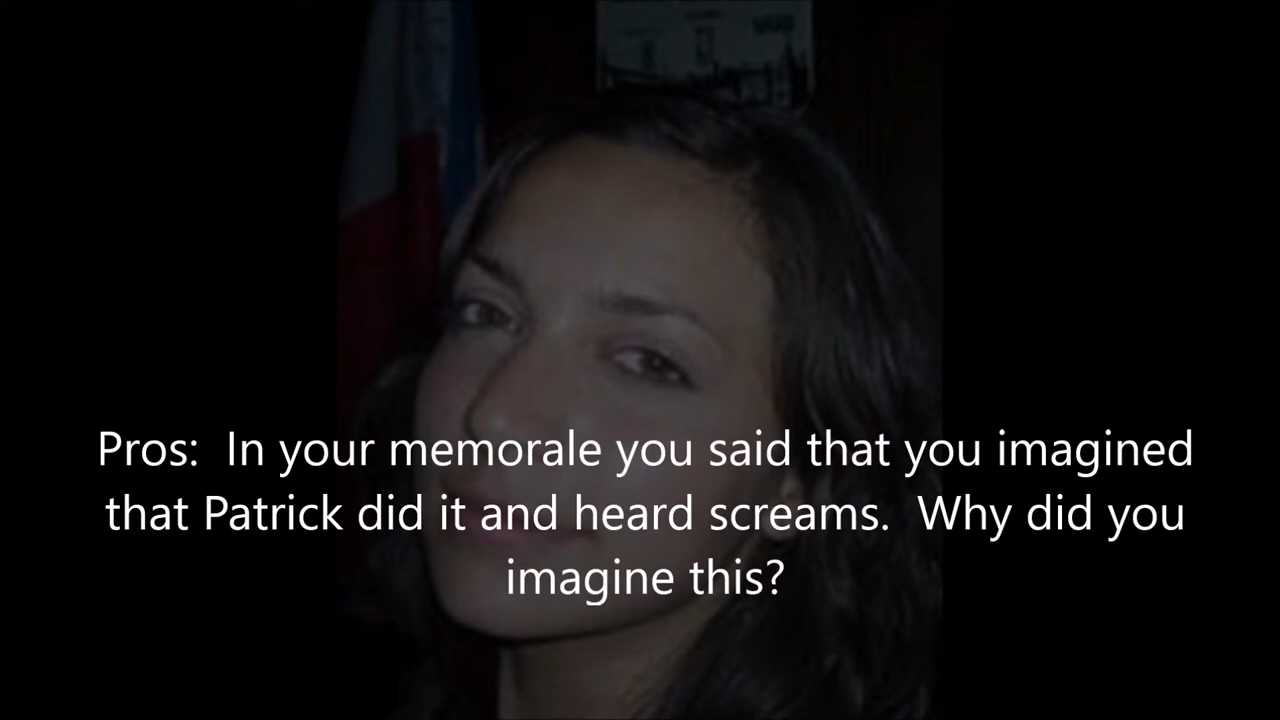 Pros:  In your memorale you said that you imagined
that Patrick did it and heard screams.  Why did you
imagine this?